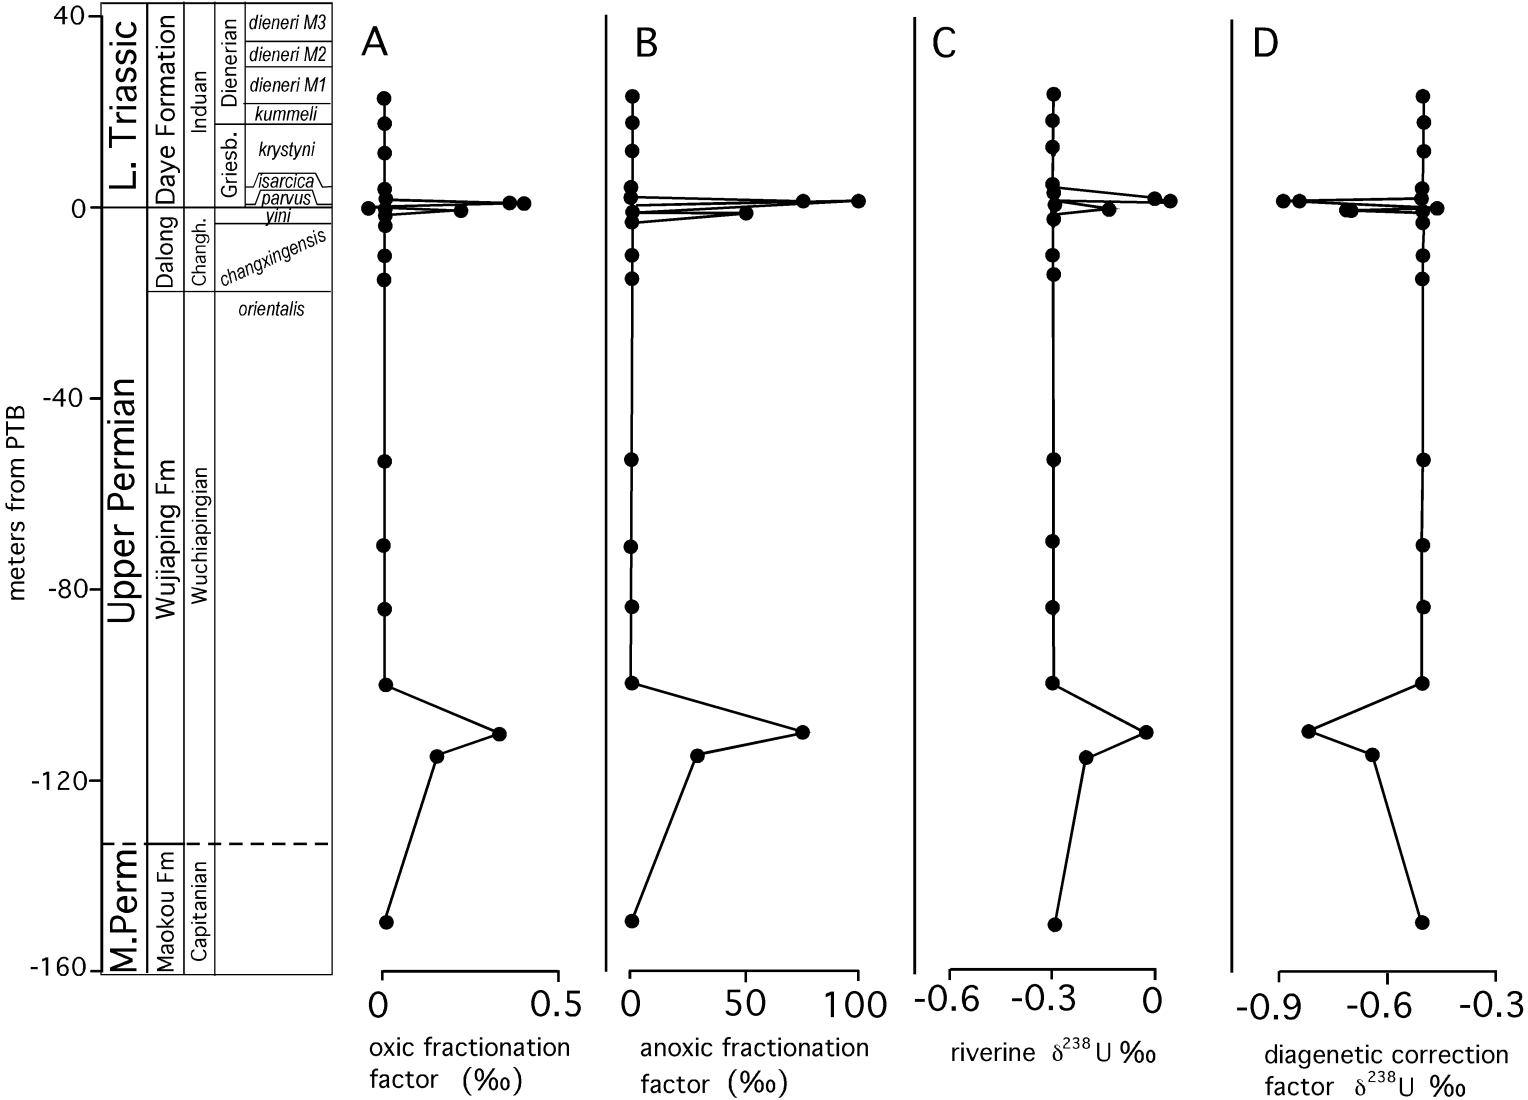 40
0
-40
-80
-120
-160
meters from PTB
L. Triassic
Upper Permian
M.Perm
Daye Formation
Dalong
Wujiaping Fm
Maokou Fm
Induan
Changh.
Wuchiapingian
Capitanian
Dienerian
Griesb.
dieneri M3
dieneri M2
dieneri M1
kummeli
krystyni
isarcica
parvus
yini
changxingensis
orientalis
A
B
C
D
0 0.5
oxic fractionation
factor (‰)
0 50 100
anoxic fractionation
factor (‰)
-0.6 -0.3 0
riverine δ²³⁸U ‰
-0.9 -0.6 -0.3
diagenetic correction
factor δ²³⁸U ‰